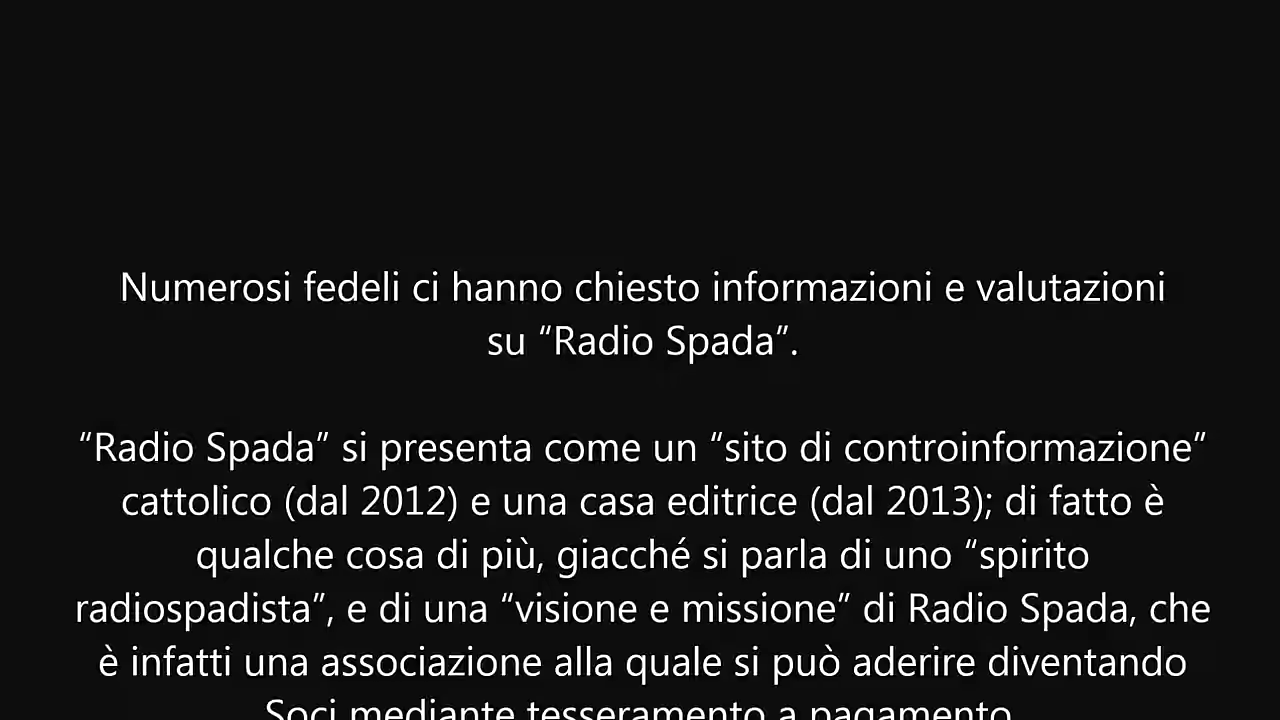 Numerosi fedeli ci hanno chiesto informazioni e valutazioni
su “Radio Spada”.
“Radio Spada” si presenta come un “sito di controinformazione”
cattolico (dal 2012) e una casa editrice (dal 2013); di fatto è
qualche cosa di più, giacché si parla di uno “spirito
radiospadista”, e di una “visione e missione” di Radio Spada, che
è infatti una associazione alla quale si può aderire diventando
Soci mediante tesseramento a pagamento.